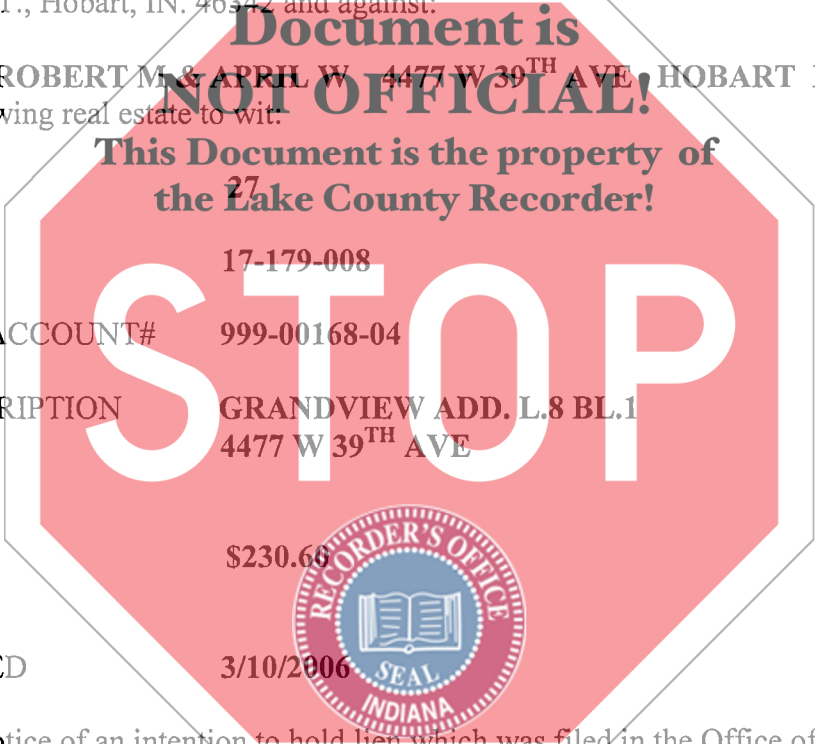 T., Hobart, IN. 46342 and against:
Document is
ROBERT M & APRIL W 4477 W 39TH AVE HOBART
NOT OFFICIAL!
wing real estate to wit:
This Document is the property of
27
the Lake County Recorder!
17-179-008
STOP
ACCOUNT# 999-00168-04
RIPTION GRANDVIEW ADD. L.8 BL.1
4477 W 39TH AVE
$230.60
RECORDER'S OFFICE
SEAL
INDIANA
ED 3/10/2006
otice of an intention to hold lien which was filed in the Office of